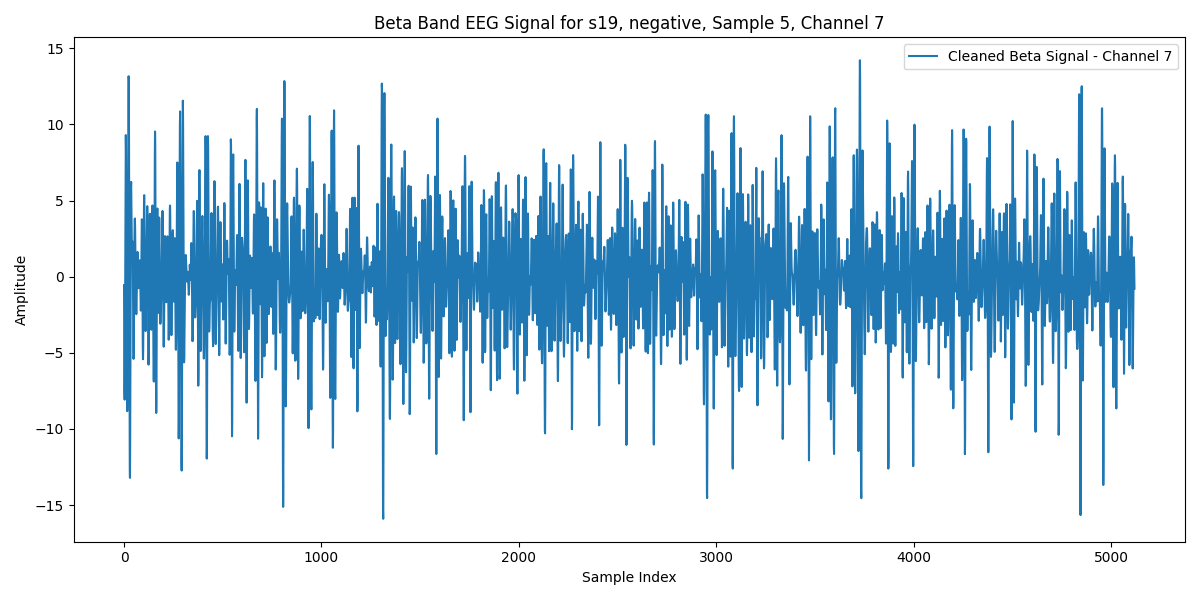 Beta Band EEG Signal for s19, negative, Sample 5, Channel 7
Cleaned Beta Signal - Channel 7
15
10
5
0
−5
−10
−15
Amplitude
0 1000 2000 3000 4000 5000
Sample Index